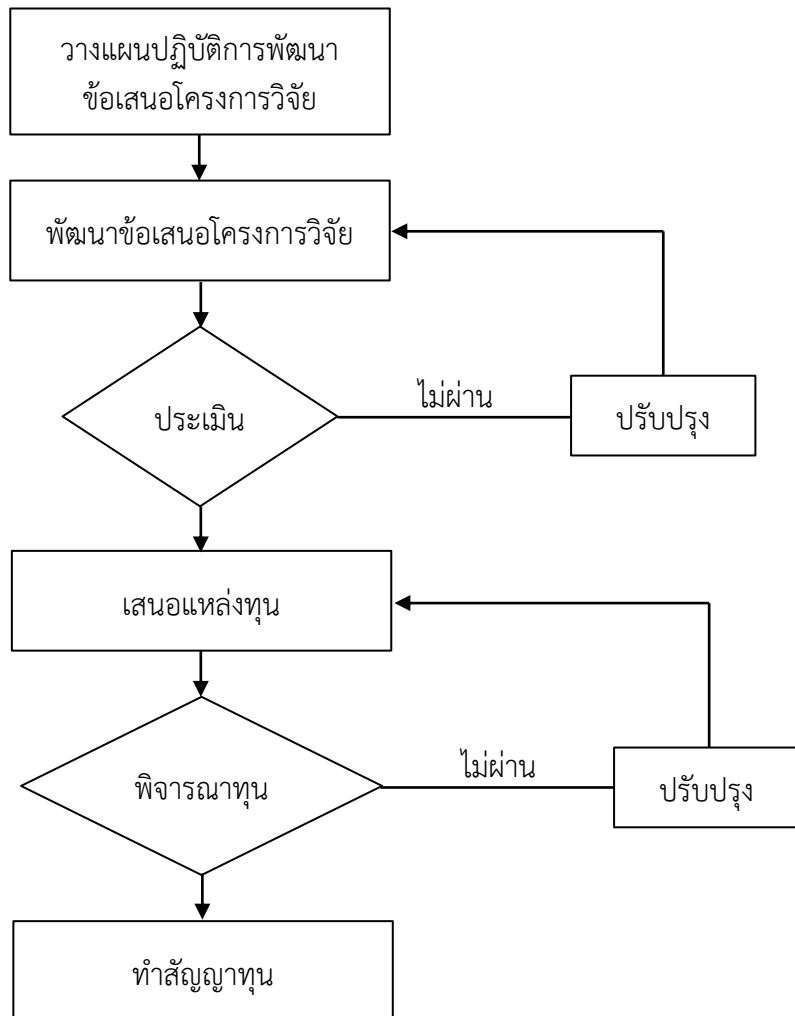 วางแผนปฏิบัติการพัฒนา
ข้อเสนอโครงการวิจัย
พัฒนาข้อเสนอโครงการวิจัย
ประเมิน
ไม่ผ่าน
ปรับปรุง
เสนอแหล่งทุน
พิจารณาทุน
ไม่ผ่าน
ปรับปรุง
ทำสัญญาทุน